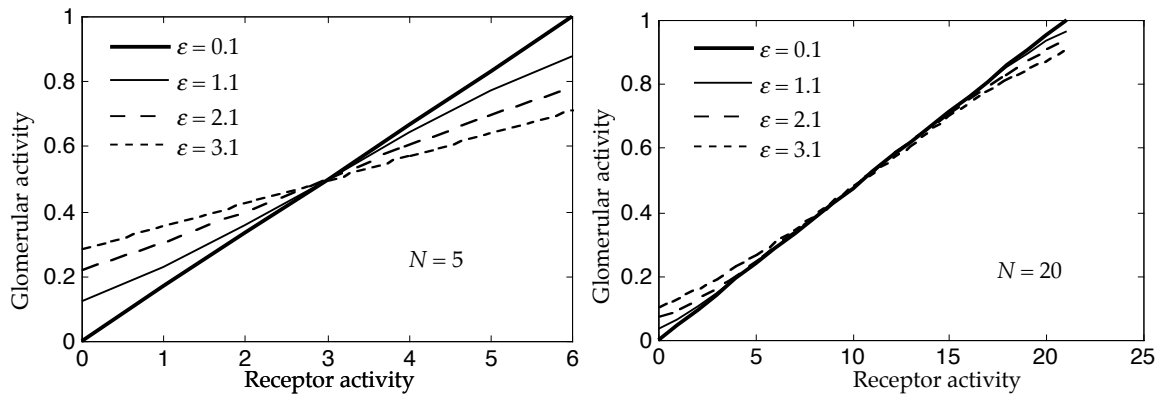 1
0.8
0.6
0.4
0.2
0
Glomerular activity
ε = 0.1
ε = 1.1
ε = 2.1
ε = 3.1
N = 5
0 1 2 3 4 5 6
Receptor activity
1
0.8
0.6
0.4
0.2
0
Glomerular activity
ε = 0.1
ε = 1.1
ε = 2.1
ε = 3.1
N = 20
0 5 10 15 20 25
Receptor activity